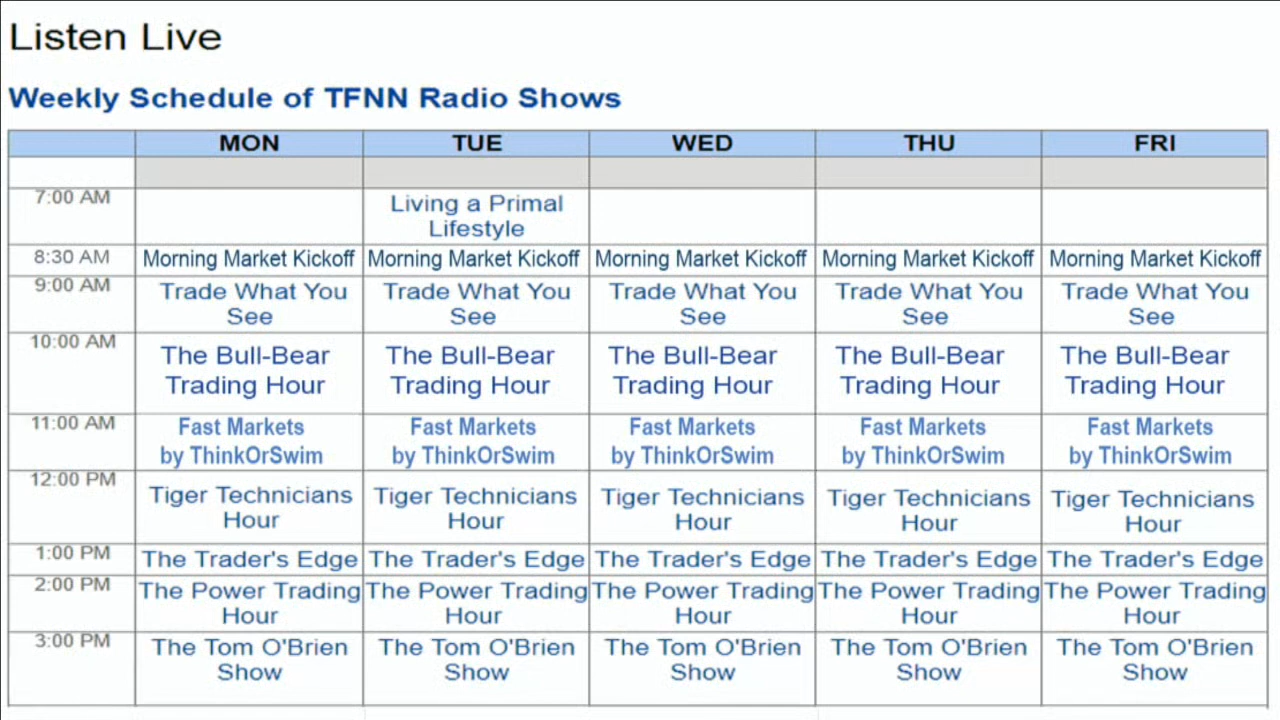 Listen Live
Weekly Schedule of TFNN Radio Shows
MON TUE WED THU FRI
7:00 AM Living a Primal
Lifestyle
8:30 AM Morning Market Kickoff Morning Market Kickoff Morning Market Kickoff Morning Market Kickoff Morning Market Kickoff
9:00 AM Trade What You Trade What You Trade What You Trade What You Trade What You
See See See See See
10:00 AM The Bull-Bear The Bull-Bear The Bull-Bear The Bull-Bear The Bull-Bear
Trading Hour Trading Hour Trading Hour Trading Hour Trading Hour
11:00 AM Fast Markets Fast Markets Fast Markets Fast Markets Fast Markets
by ThinkOrSwim by ThinkOrSwim by ThinkOrSwim by ThinkOrSwim by ThinkOrSwim
12:00 PM Tiger Technicians Tiger Technicians Tiger Technicians Tiger Technicians Tiger Technicians
Hour Hour Hour Hour Hour
1:00 PM The Trader's Edge The Trader's Edge The Trader's Edge The Trader's Edge The Trader's Edge
2:00 PM The Power Trading The Power Trading The Power Trading The Power Trading The Power Trading
Hour Hour Hour Hour Hour
3:00 PM The Tom O'Brien The Tom O'Brien The Tom O'Brien The Tom O'Brien The Tom O'Brien
Show Show Show Show Show